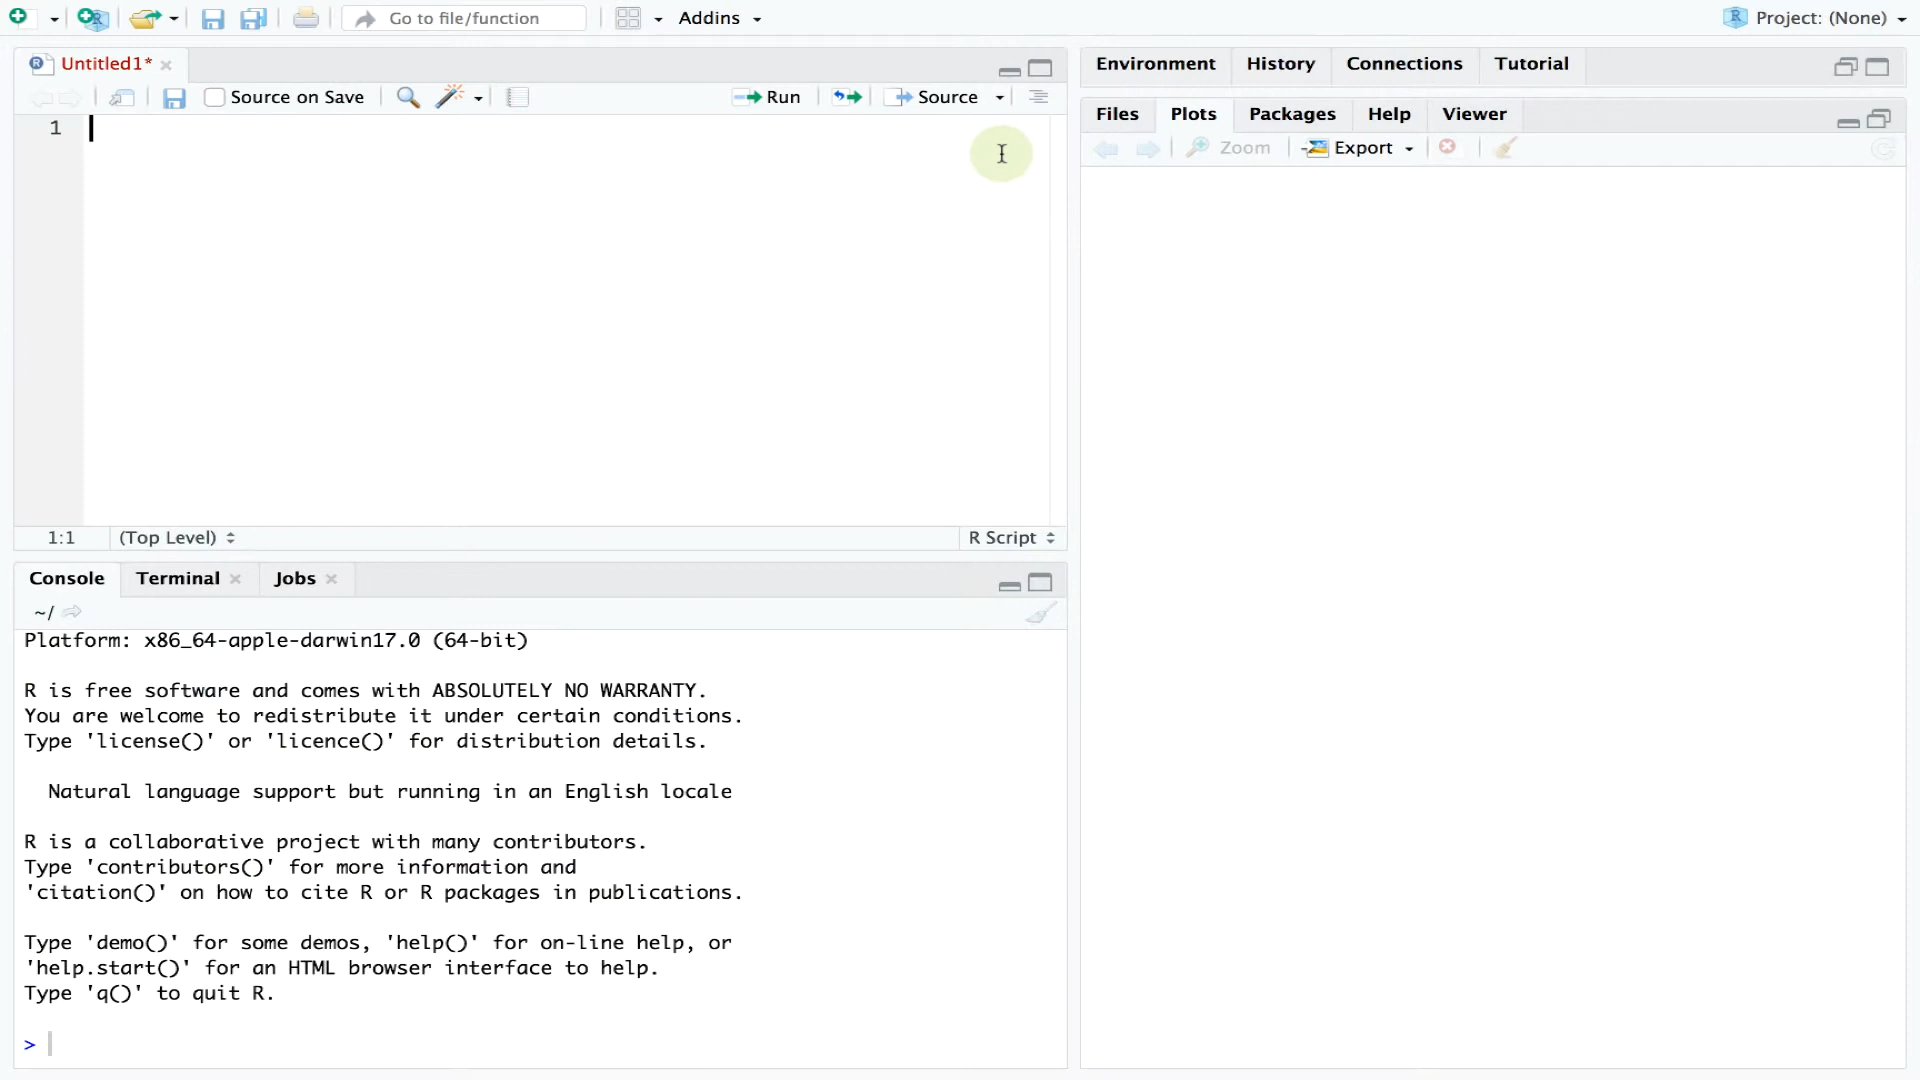 Go to file/function
Addins
Project: (None)
Untitled1*
Source on Save
Run
Source
1
1:1
(Top Level)
R Script
Console
Terminal
Jobs
~/
Platform: x86_64-apple-darwin17.0 (64-bit)
R is free software and comes with ABSOLUTELY NO WARRANTY.
You are welcome to redistribute it under certain conditions.
Type 'license()' or 'licence()' for distribution details.
Natural language support but running in an English locale
R is a collaborative project with many contributors.
Type 'contributors()' for more information and
'citation()' on how to cite R or R packages in publications.
Type 'demo()' for some demos, 'help()' for on-line help, or
'help.start()' for an HTML browser interface to help.
Type 'q()' to quit R.
>
Environment
History
Connections
Tutorial
Files
Plots
Packages
Help
Viewer
Zoom
Export